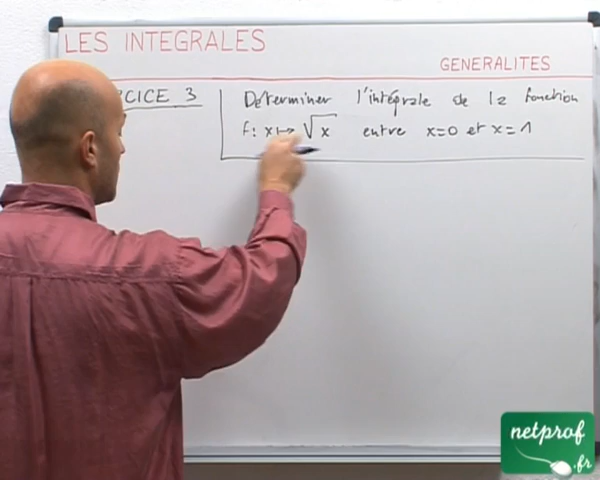 LES INTEGRALES
GENERALITES
CICE 3
Déterminer l'intégrale de la fonction
f: x ↦ √x entre x=0 et x=1
netprof
.fr